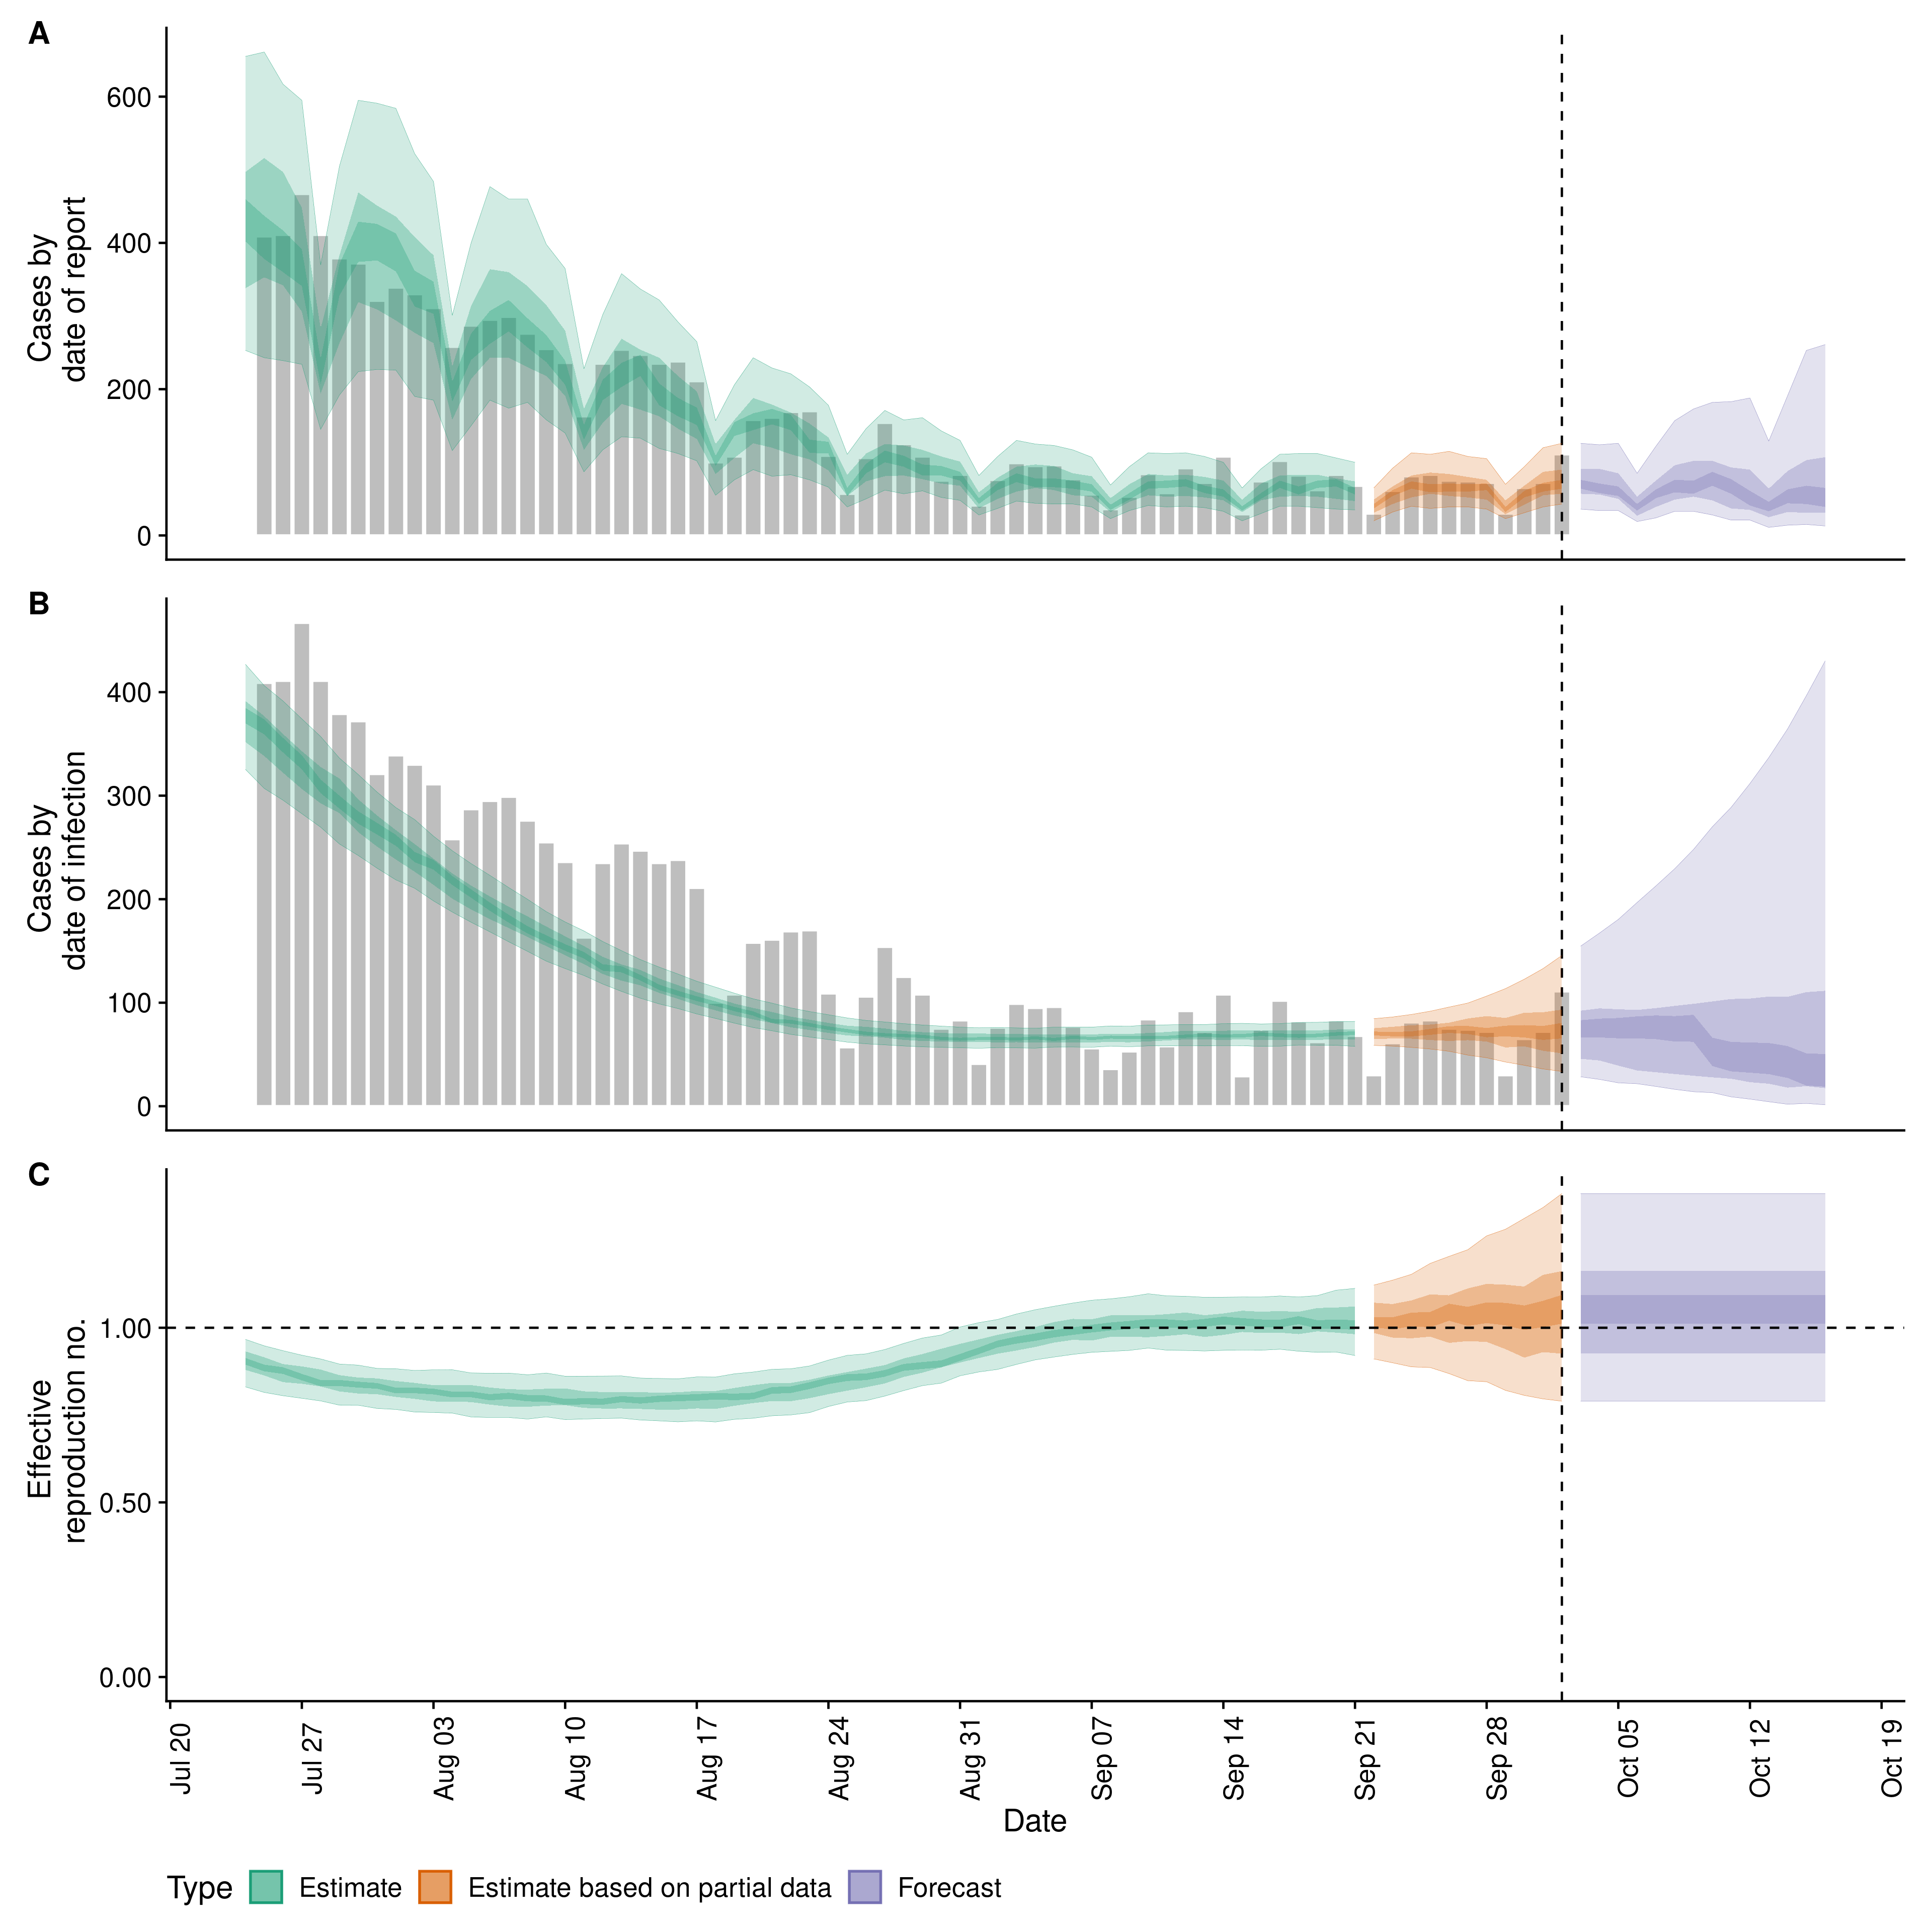 A
Cases by
date of report
600
400
200
0
B
Cases by
date of infection
400
300
200
100
0
C
Effective
reproduction no.
1.00
0.50
0.00
Jul 20
Jul 27
Aug 03
Aug 10
Aug 17
Aug 24
Aug 31
Sep 07
Sep 14
Sep 21
Sep 28
Oct 05
Oct 12
Oct 19
Date
Type Estimate Estimate based on partial data Forecast